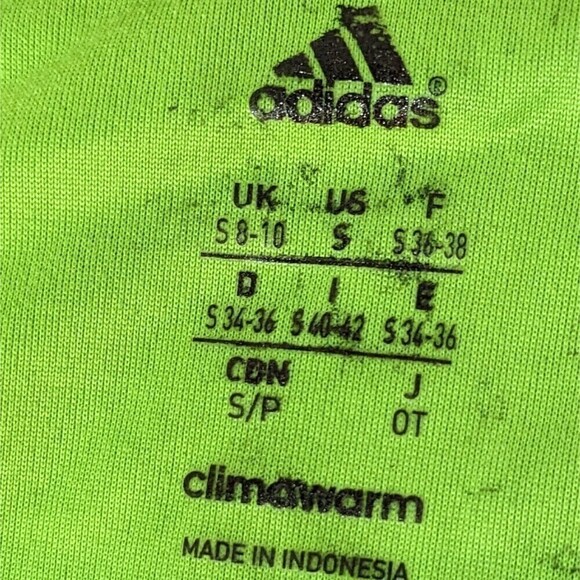 adidas®
UK US F
S 8-10 S S 36-38
D I E
S 34-36 S 40-42 S 34-36
CDN J
S/P OT
climawarm
MADE IN INDONESIA